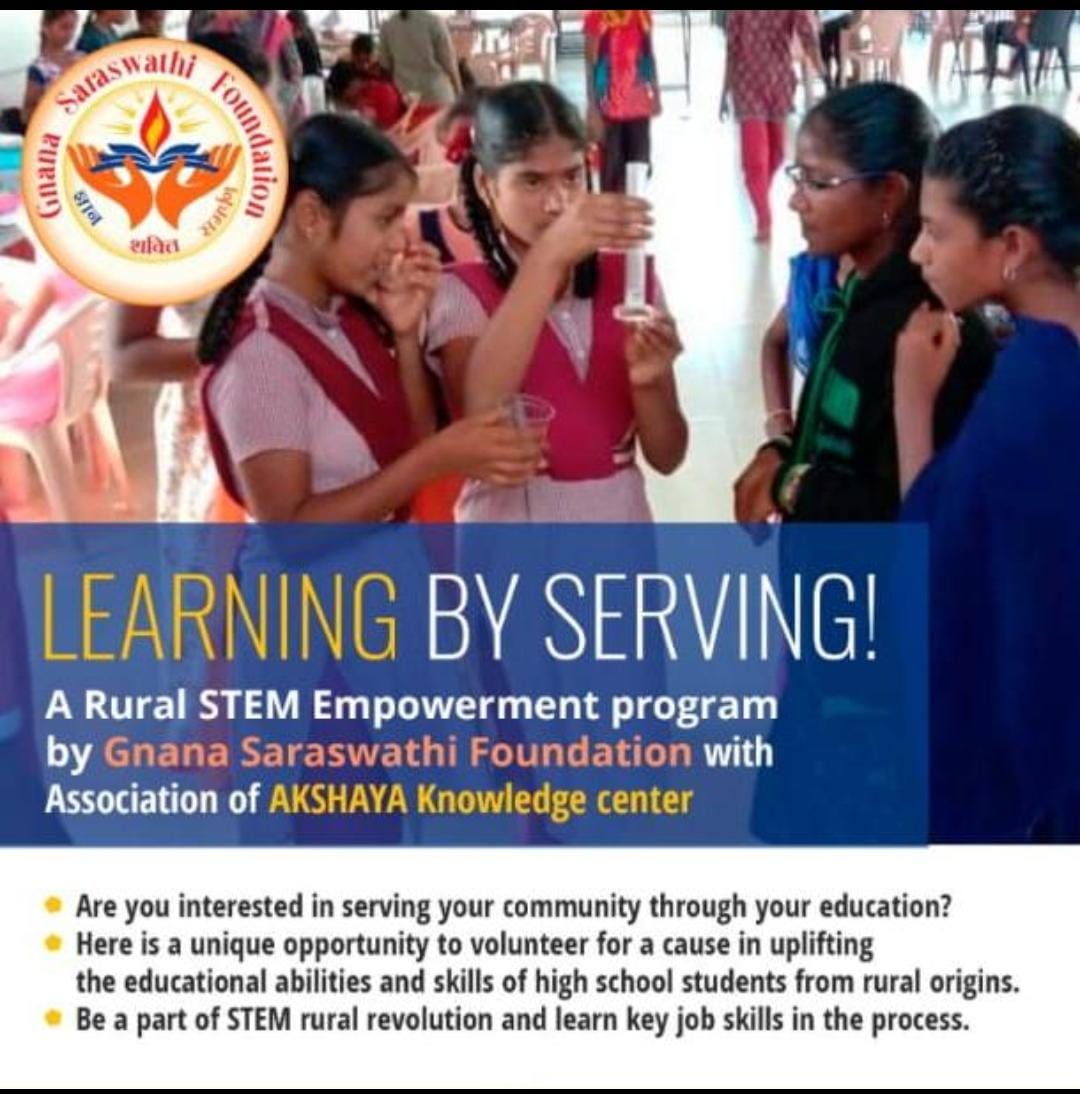 Gnana Saraswathi Foundation
ज्ञान
शक्ति
LEARNING BY SERVING!
A Rural STEM Empowerment program
by Gnana Saraswathi Foundation with
Association of AKSHAYA Knowledge center
Are you interested in serving your community through your education?
Here is a unique opportunity to volunteer for a cause in uplifting
the educational abilities and skills of high school students from rural origins.
Be a part of STEM rural revolution and learn key job skills in the process.